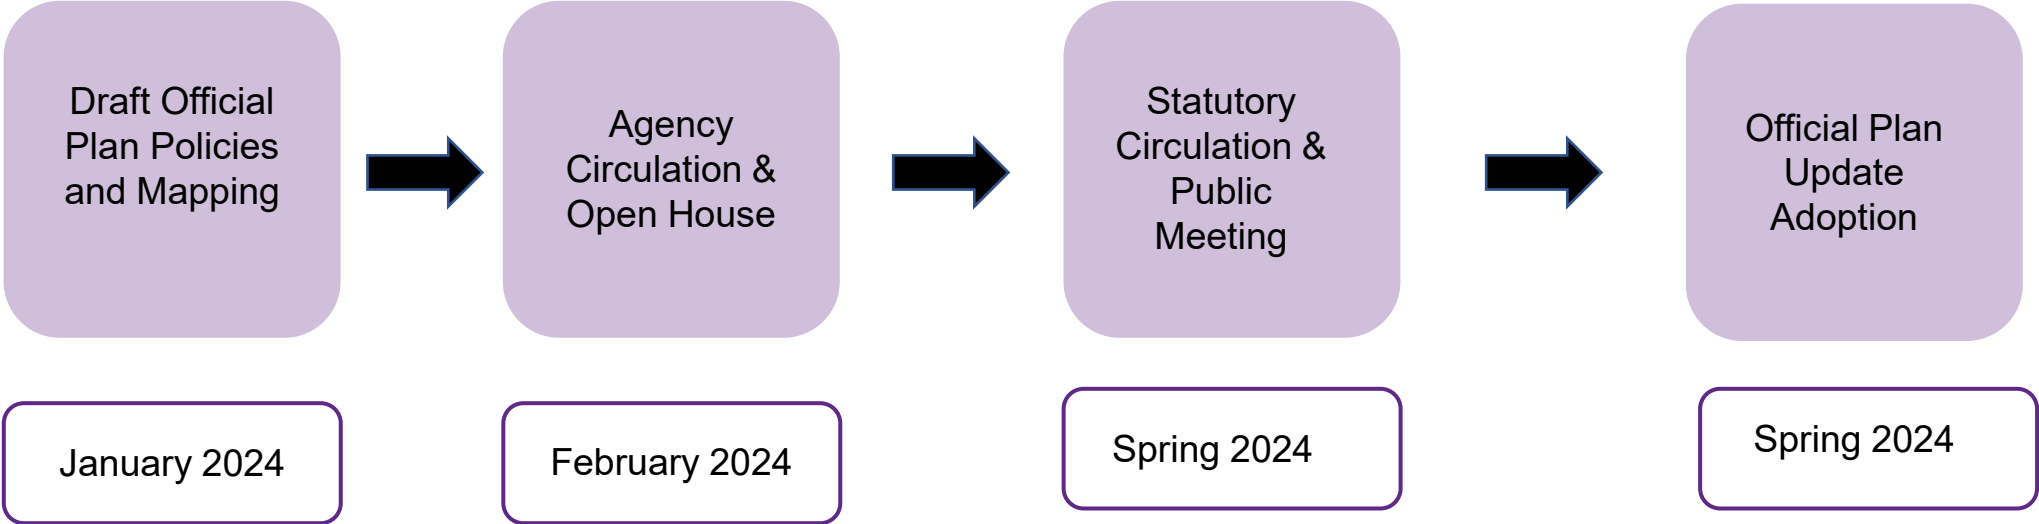 Draft Official
Plan Policies
and Mapping
Agency
Circulation &
Open House
Statutory
Circulation &
Public
Meeting
Official Plan
Update
Adoption
January 2024
February 2024
Spring 2024
Spring 2024